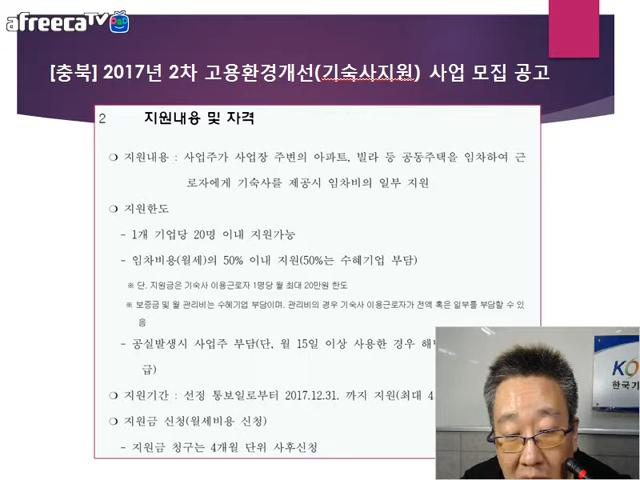 afreecaTV
[충북] 2017년 2차 고용환경개선(기숙사지원) 사업 모집 공고
2 지원내용 및 자격
❍ 지원내용 : 사업주가 사업장 주변의 아파트, 빌라 등 공동주택을 임차하여 근
로자에게 기숙사를 제공시 임차비의 일부 지원
❍ 지원한도
- 1개 기업당 20명 이내 지원가능
- 임차비용(월세)의 50% 이내 지원(50%는 수혜기업 부담)
※ 단, 지원금은 기숙사 이용근로자 1명당 월 최대 20만원 한도
※ 보증금 및 월 관리비는 수혜기업 부담이며, 관리비의 경우 기숙사 이용근로자가 전액 혹은 일부를 부담할 수 있
음
- 공실발생시 사업주 부담(단, 월 15일 이상 사용한 경우
급)
❍ 지원기간 : 선정 통보일로부터 2017.12.31. 까지 지원(최대 4
❍ 지원금 신청(월세비용 신청)
- 지원금 청구는 4개월 단위 사후신청
KO
한국기